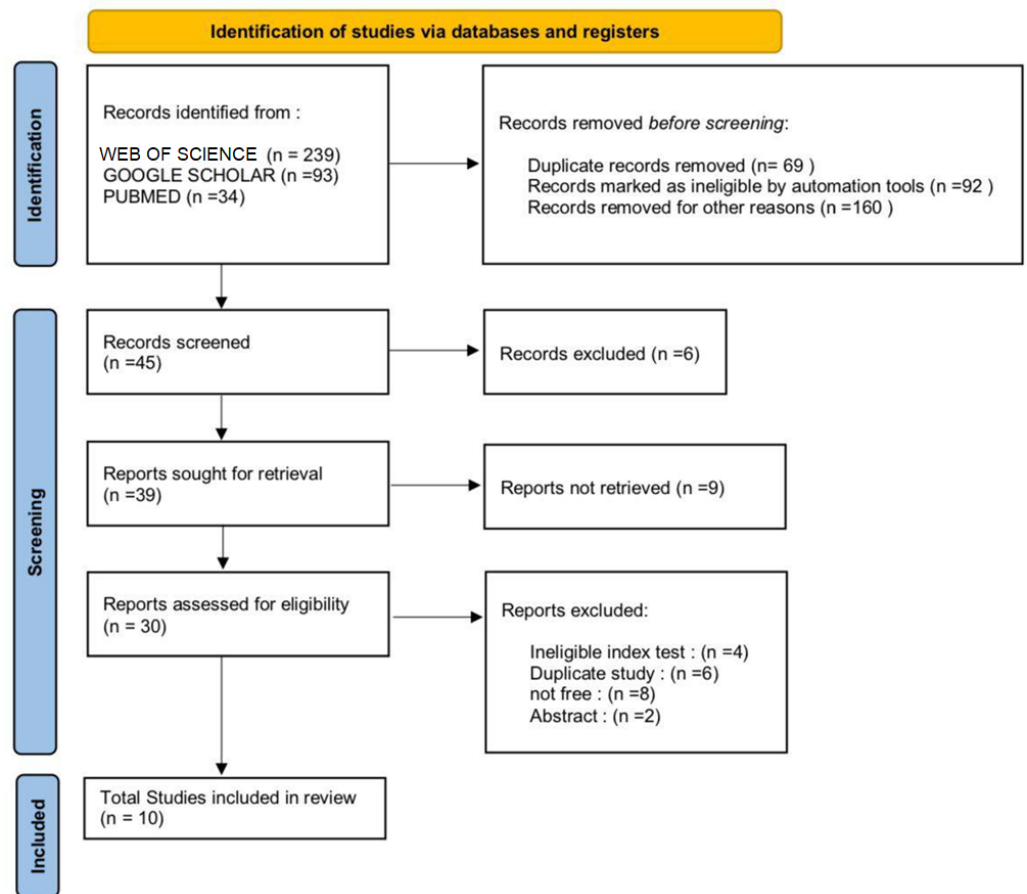 Identification of studies via databases and registers
Identification
Records identified from :
WEB OF SCIENCE (n = 239)
GOOGLE SCHOLAR (n =93)
PUBMED (n =34)
Records removed before screening:
Duplicate records removed (n= 69 )
Records marked as ineligible by automation tools (n =92 )
Records removed for other reasons (n =160 )
Screening
Records screened
(n =45)
Records excluded (n =6)
Reports sought for retrieval
(n =39)
Reports not retrieved (n =9)
Reports assessed for eligibility
(n = 30)
Reports excluded:
Ineligible index test : (n =4)
Duplicate study : (n =6)
not free : (n =8)
Abstract : (n =2)
Included
Total Studies included in review
(n = 10)